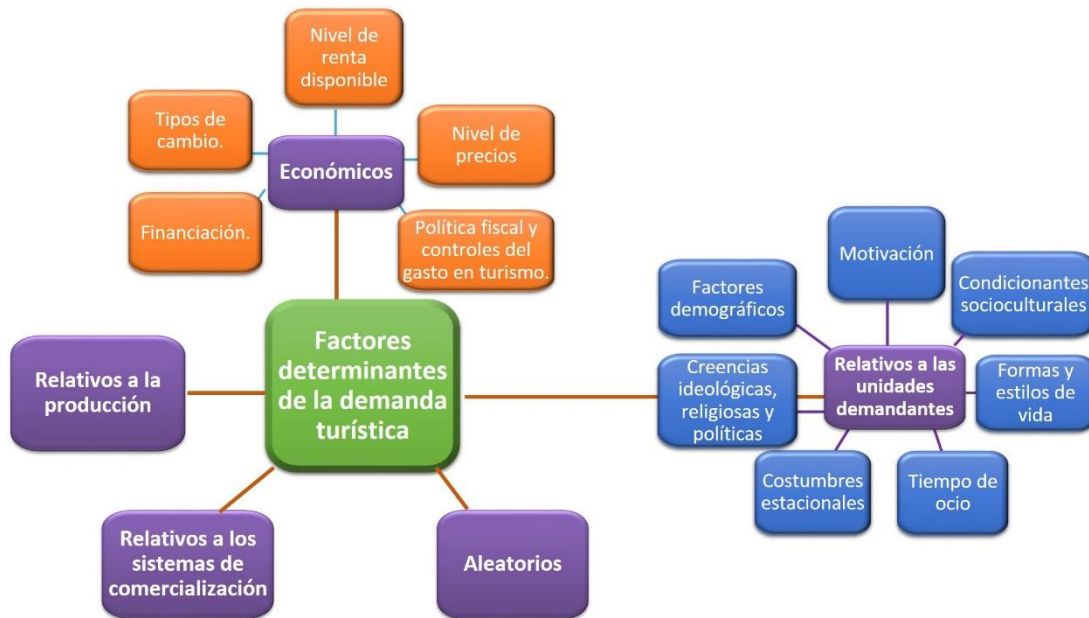 Nivel de
renta
disponible
Tipos de
cambio.
Nivel de
precios
Económicos
Financiación.
Política fiscal y
controles del
gasto en turismo.
Motivación
Factores
demográficos
Condicionantes
socioculturales
Factores
determinantes
de la demanda
turística
Relativos a la
producción
Creencias
ideológicas,
religiosas y
políticas
Relativos a las
unidades
demandantes
Formas y
estilos de
vida
Costumbres
estacionales
Tiempo de
ocio
Relativos a los
sistemas de
comercialización
Aleatorios